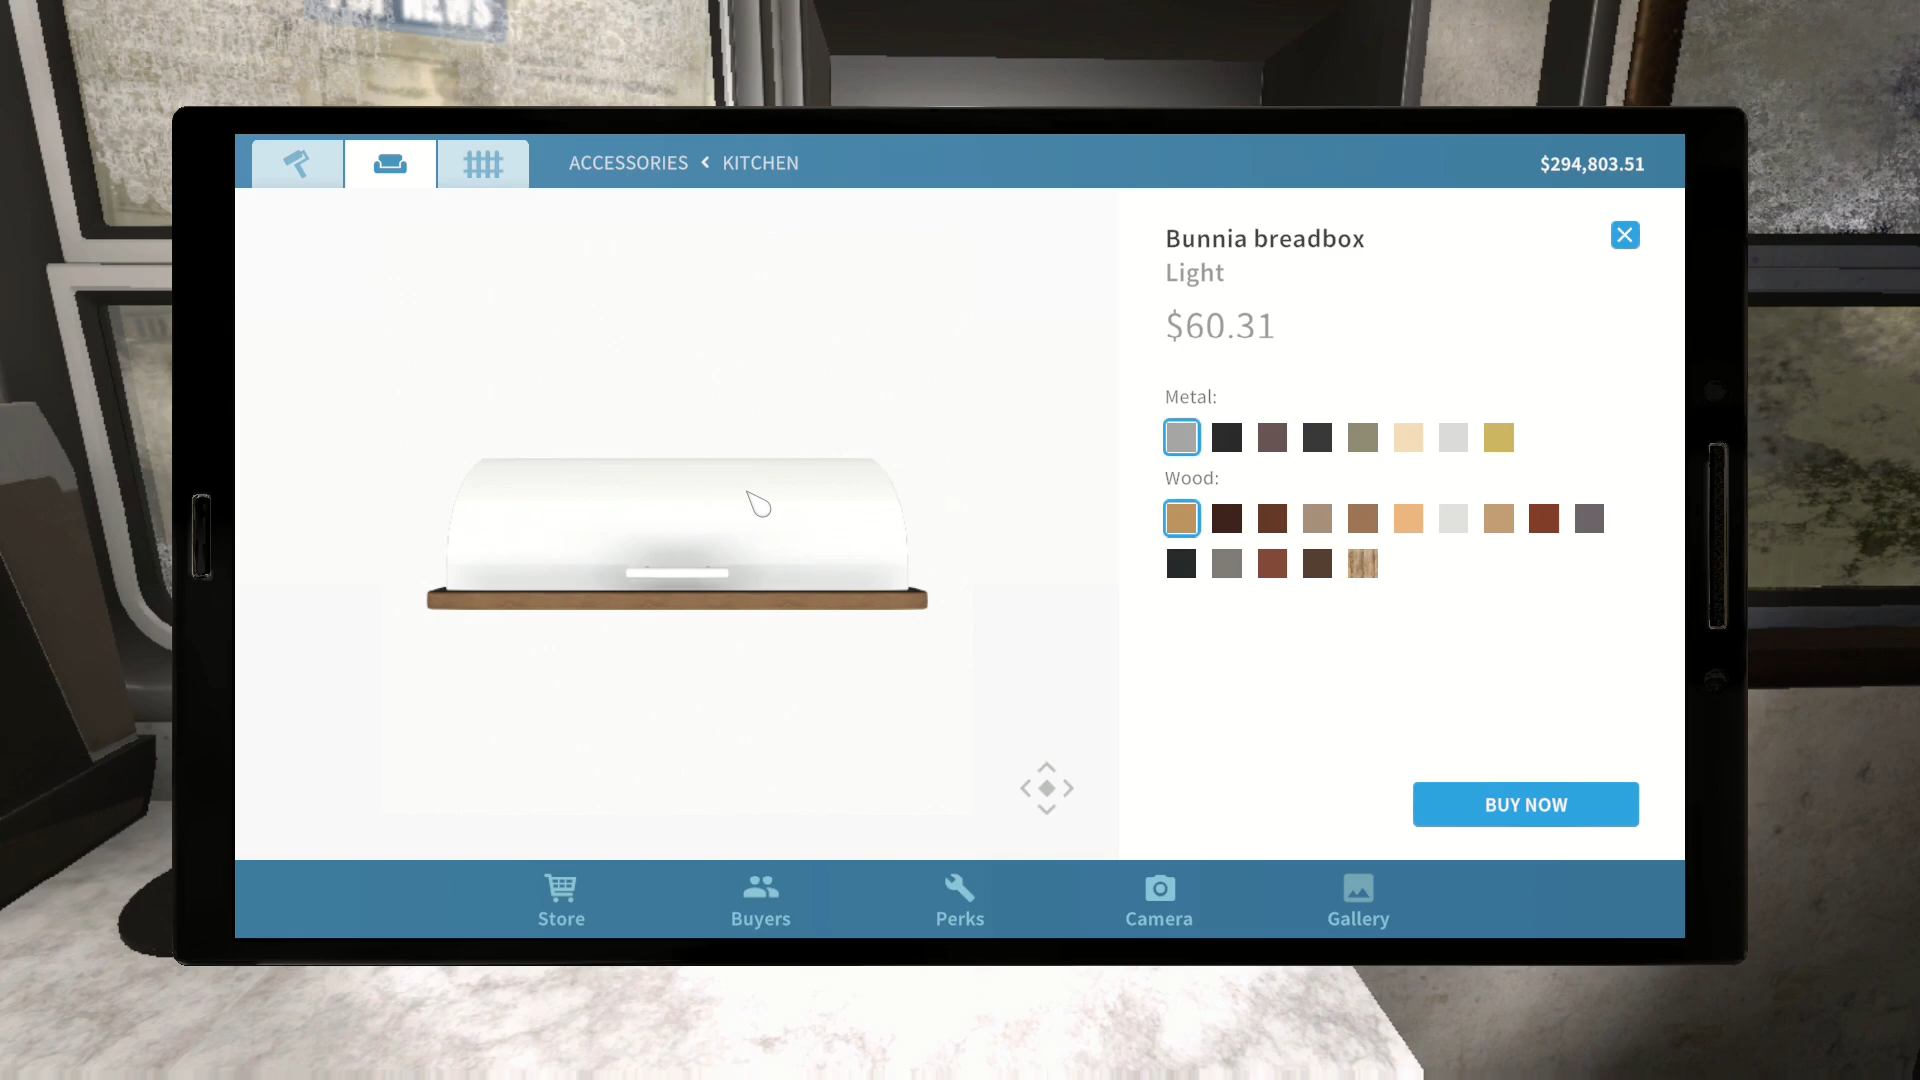 NEWS
ACCESSORIES < KITCHEN
$294,803.51
Bunnia breadbox
Light
$60.31
Metal:
Wood:
BUY NOW
Store
Buyers
Perks
Camera
Gallery